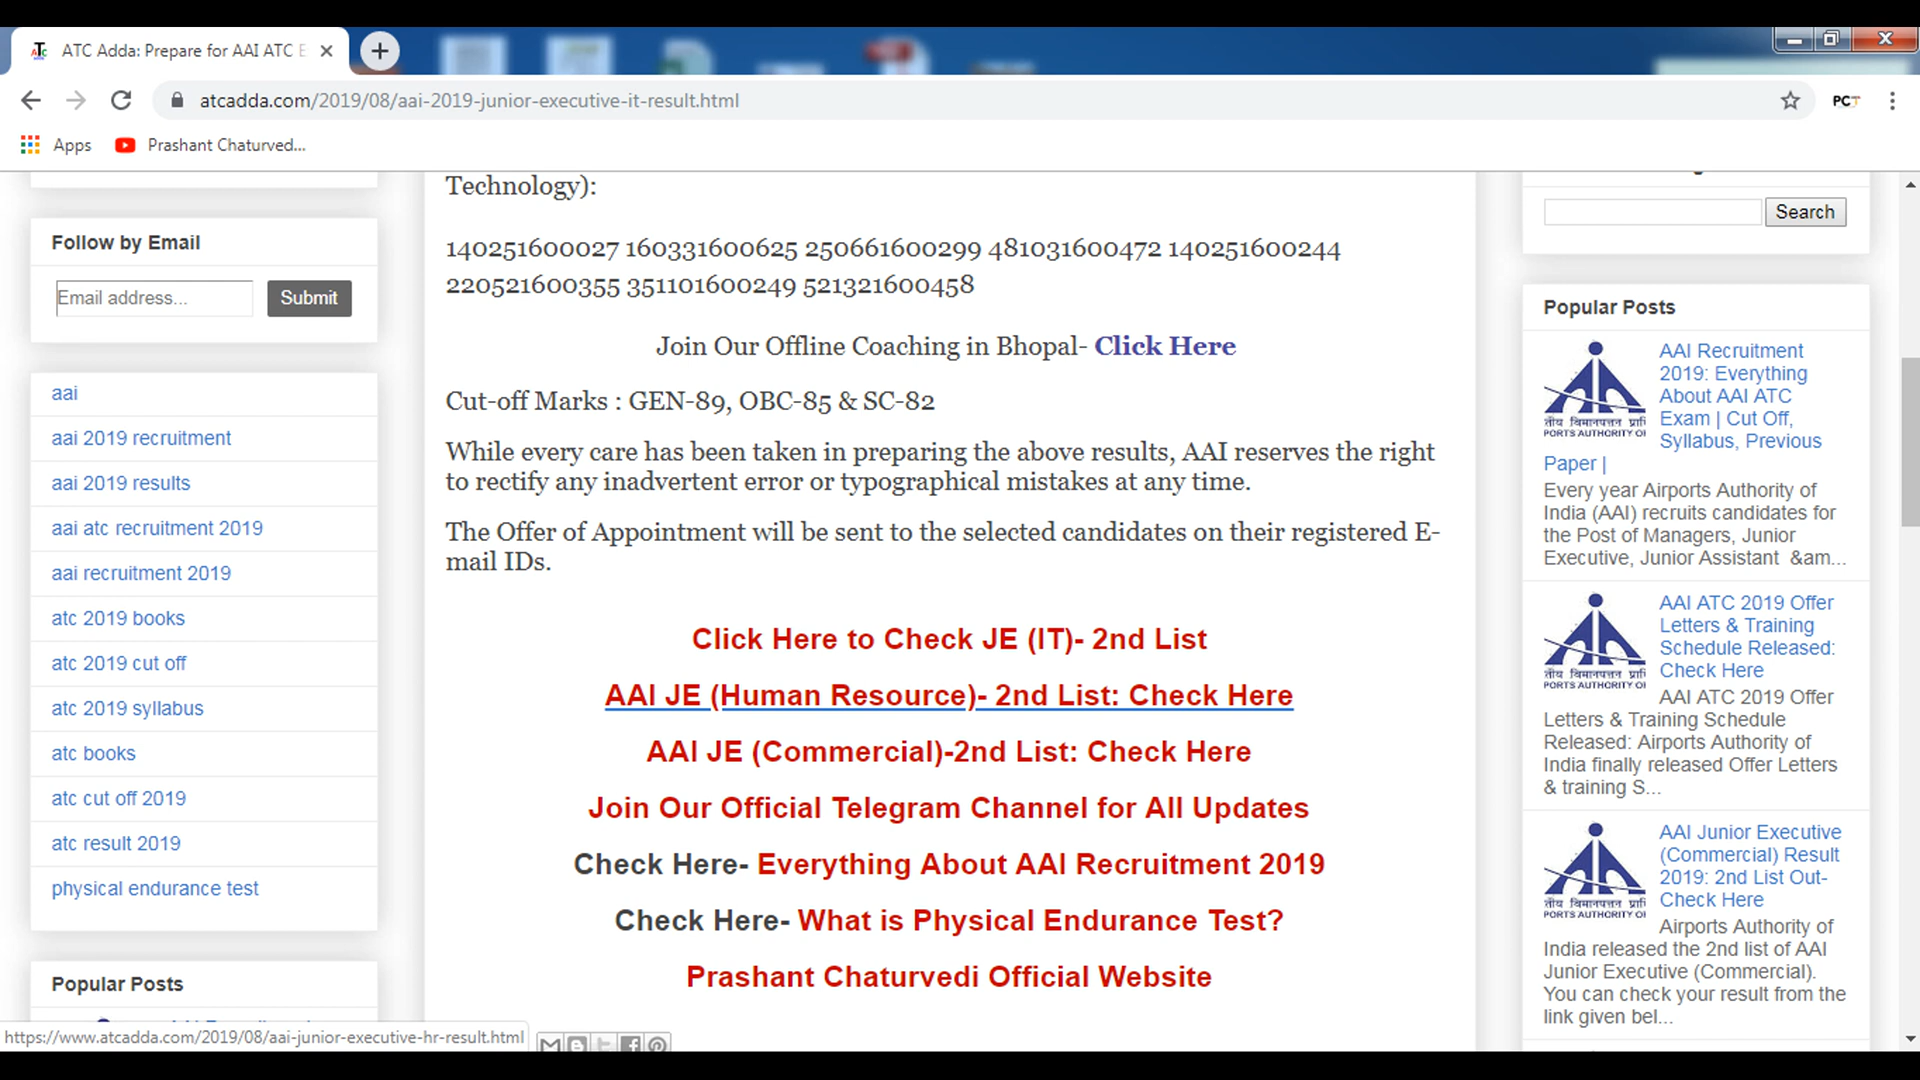 ATC Adda: Prepare for AAI ATC E
atcadda.com/2019/08/aai-2019-junior-executive-it-result.html
PCT
Apps
Prashant Chaturved...
Follow by Email
Email address...
Submit
aai
aai 2019 recruitment
aai 2019 results
aai atc recruitment 2019
aai recruitment 2019
atc 2019 books
atc 2019 cut off
atc 2019 syllabus
atc books
atc cut off 2019
atc result 2019
physical endurance test
Popular Posts
https://www.atcadda.com/2019/08/aai-junior-executive-hr-result.html
Technology):
140251600027 160331600625 250661600299 481031600472 140251600244
220521600355 351101600249 521321600458
Join Our Offline Coaching in Bhopal- Click Here
Cut-off Marks : GEN-89, OBC-85 & SC-82
While every care has been taken in preparing the above results, AAI reserves the right
to rectify any inadvertent error or typographical mistakes at any time.
The Offer of Appointment will be sent to the selected candidates on their registered E-
mail IDs.
Click Here to Check JE (IT)- 2nd List
AAI JE (Human Resource)- 2nd List: Check Here
AAI JE (Commercial)-2nd List: Check Here
Join Our Official Telegram Channel for All Updates
Check Here- Everything About AAI Recruitment 2019
Check Here- What is Physical Endurance Test?
Prashant Chaturvedi Official Website
Search
Popular Posts
AAI Recruitment
2019: Everything
About AAI ATC
Exam | Cut Off,
Syllabus, Previous
Paper |
Every year Airports Authority of
India (AAI) recruits candidates for
the Post of Managers, Junior
Executive, Junior Assistant &am...
AAI ATC 2019 Offer
Letters & Training
Schedule Released:
Check Here
AAI ATC 2019 Offer
Letters & Training Schedule
Released: Airports Authority of
India finally released Offer Letters
& training S...
AAI Junior Executive
(Commercial) Result
2019: 2nd List Out-
Check Here
Airports Authority of
India released the 2nd list of AAI
Junior Executive (Commercial).
You can check your result from the
link given bel...